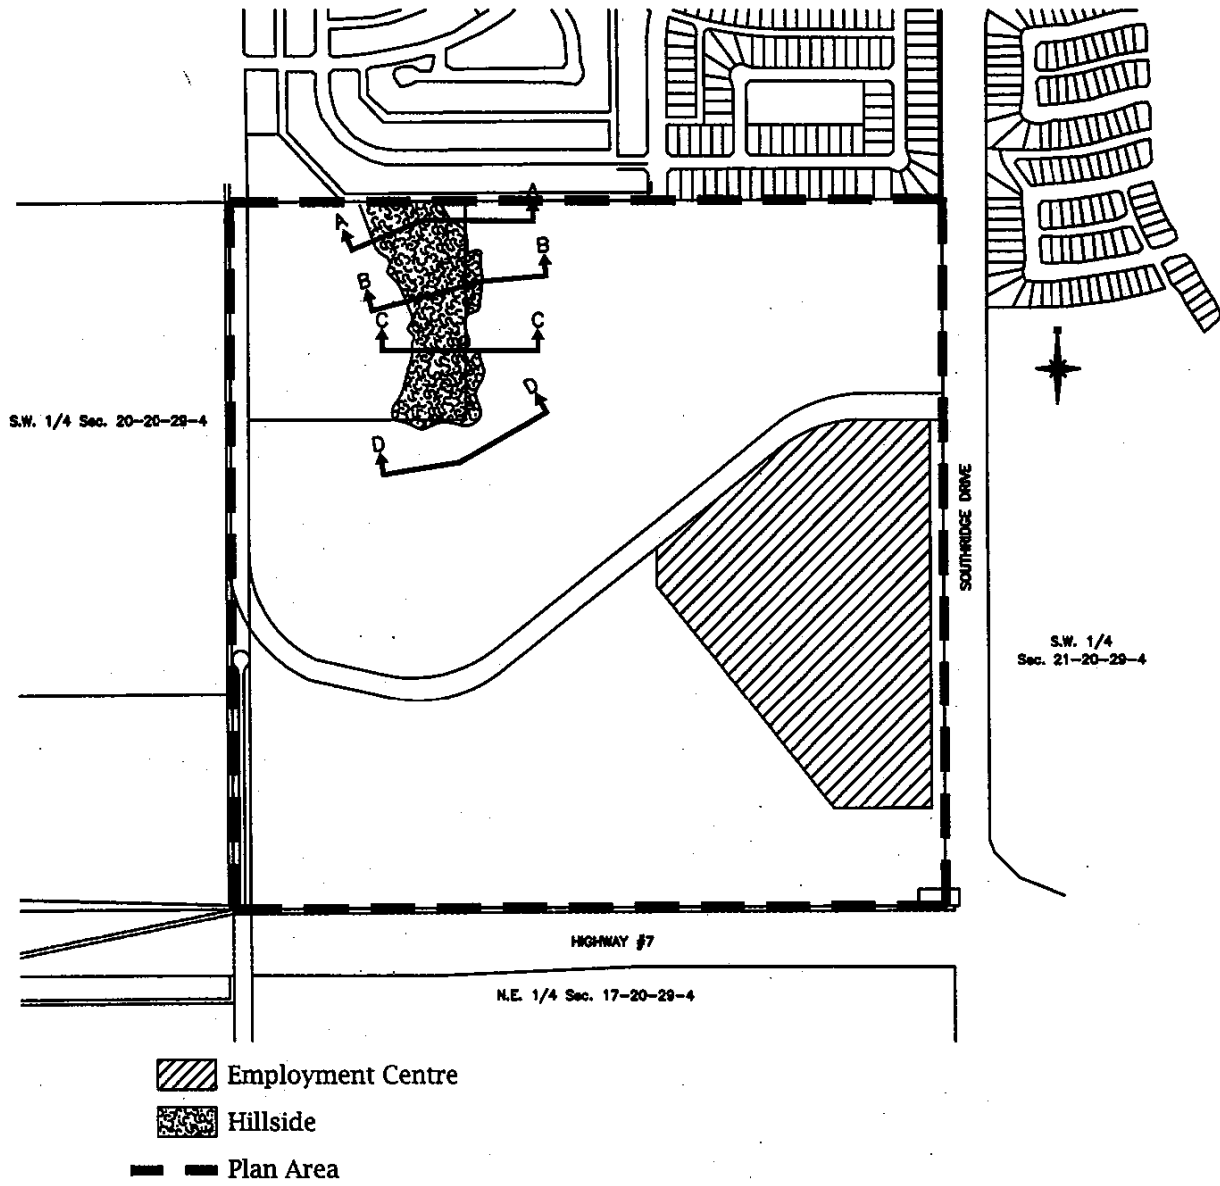 A
A
B
B
C
C
D
D
S.W. 1/4 Sec. 20-20-29-4
SOUTHRIDGE DRIVE
S.W. 1/4
Sec. 21-20-29-4
HIGHWAY #7
N.E. 1/4 Sec. 17-20-29-4
Employment Centre
Hillside
Plan Area